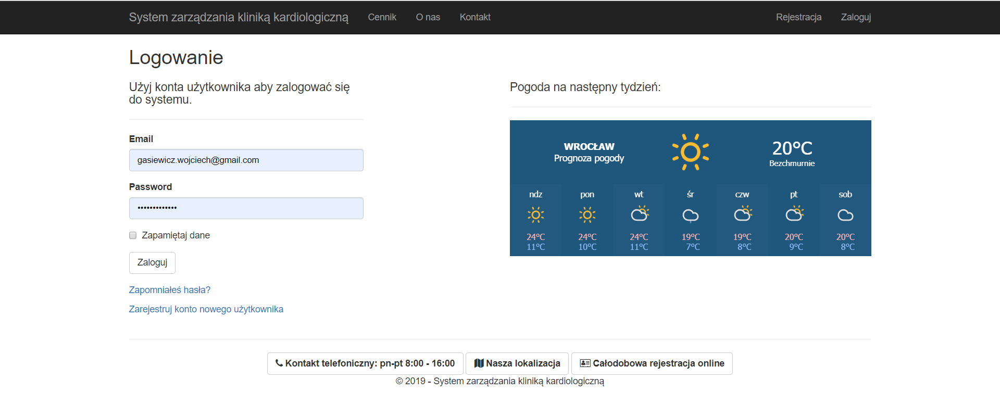 System zarządzania kliniką kardiologiczną Cennik O nas Kontakt Rejestracja Zaloguj
Logowanie
Użyj konta użytkownika aby zalogować się
do systemu.
Email
gasiewicz.wojciech@gmail.com
Password
•••••••••••••
Zapamiętaj dane
Zaloguj
Zapomniałeś hasła?
Zarejestruj konto nowego użytkownika
Pogoda na następny tydzień:
WROCŁAW
Prognoza pogody
20°C
Bezchmurnie
ndz pon wt śr czw pt sob
24°C 24°C 24°C 19°C 19°C 20°C 20°C
11°C 10°C 11°C 7°C 8°C 9°C 8°C
Kontakt telefoniczny: pn-pt 8:00 - 16:00 Nasza lokalizacja Całodobowa rejestracja online
© 2019 - System zarządzania kliniką kardiologiczną